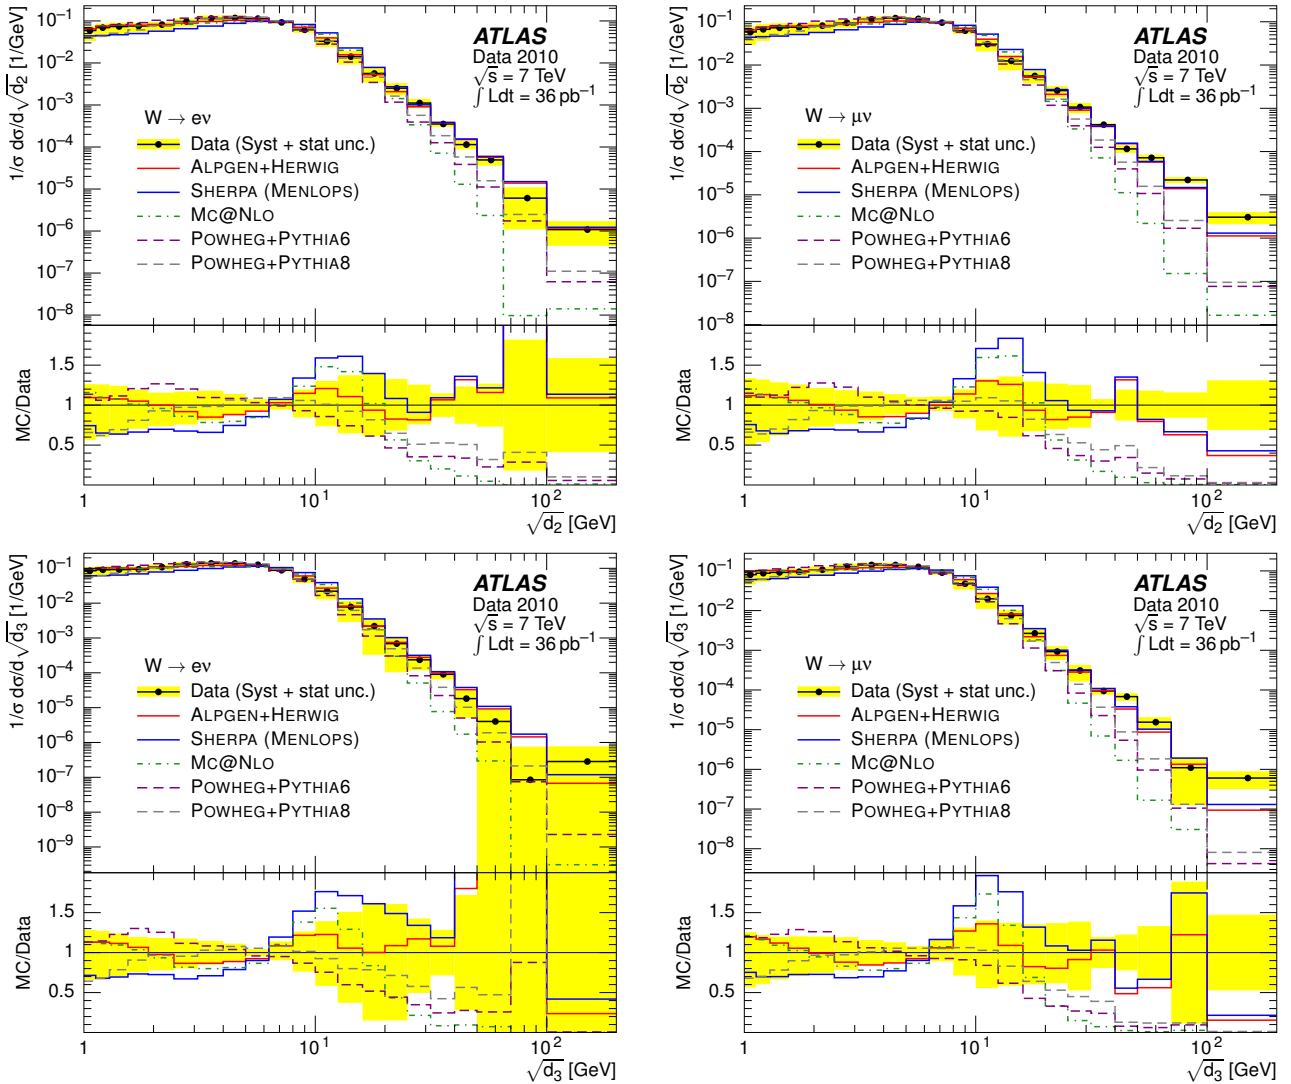 1/σ dσ/d√d₂ [1/GeV]
10⁻¹
10⁻²
10⁻³
10⁻⁴
10⁻⁵
10⁻⁶
10⁻⁷
10⁻⁸
ATLAS
Data 2010
√s = 7 TeV
∫ Ldt = 36 pb⁻¹
W → eν
Data (Syst + stat unc.)
ALPGEN+HERWIG
SHERPA (MENLOPS)
MC@NLO
POWHEG+PYTHIA6
POWHEG+PYTHIA8
MC/Data
1.5
1
0.5
1 10¹ 10²
√d₂ [GeV]
1/σ dσ/d√d₂ [1/GeV]
10⁻¹
10⁻²
10⁻³
10⁻⁴
10⁻⁵
10⁻⁶
10⁻⁷
10⁻⁸
ATLAS
Data 2010
√s = 7 TeV
∫ Ldt = 36 pb⁻¹
W → μν
Data (Syst + stat unc.)
ALPGEN+HERWIG
SHERPA (MENLOPS)
MC@NLO
POWHEG+PYTHIA6
POWHEG+PYTHIA8
MC/Data
1.5
1
0.5
1 10¹ 10²
√d₂ [GeV]
1/σ dσ/d√d₃ [1/GeV]
10⁻¹
10⁻²
10⁻³
10⁻⁴
10⁻⁵
10⁻⁶
10⁻⁷
10⁻⁸
10⁻⁹
ATLAS
Data 2010
√s = 7 TeV
∫ Ldt = 36 pb⁻¹
W → eν
Data (Syst + stat unc.)
ALPGEN+HERWIG
SHERPA (MENLOPS)
MC@NLO
POWHEG+PYTHIA6
POWHEG+PYTHIA8
MC/Data
1.5
1
0.5
1 10¹ 10²
√d₃ [GeV]
1/σ dσ/d√d₃ [1/GeV]
10⁻¹
10⁻²
10⁻³
10⁻⁴
10⁻⁵
10⁻⁶
10⁻⁷
10⁻⁸
ATLAS
Data 2010
√s = 7 TeV
∫ Ldt = 36 pb⁻¹
W → μν
Data (Syst + stat unc.)
ALPGEN+HERWIG
SHERPA (MENLOPS)
MC@NLO
POWHEG+PYTHIA6
POWHEG+PYTHIA8
MC/Data
1.5
1
0.5
1 10¹ 10²
√d₃ [GeV]